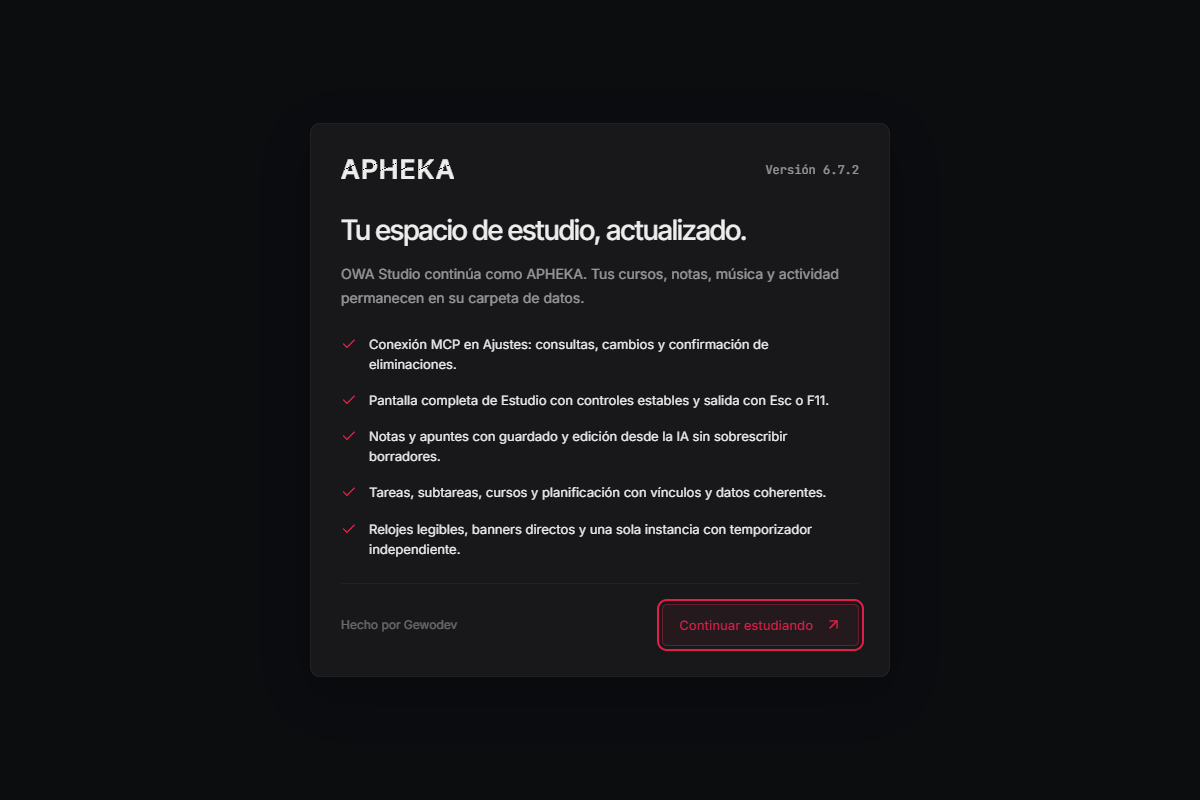 APHEKA
Versión 6.7.2
Tu espacio de estudio, actualizado.
OWA Studio continúa como APHEKA. Tus cursos, notas, música y actividad
permanecen en su carpeta de datos.
Conexión MCP en Ajustes: consultas, cambios y confirmación de
eliminaciones.
Pantalla completa de Estudio con controles estables y salida con Esc o F11.
Notas y apuntes con guardado y edición desde la IA sin sobrescribir
borradores.
Tareas, subtareas, cursos y planificación con vínculos y datos coherentes.
Relojes legibles, banners directos y una sola instancia con temporizador
independiente.
Hecho por Gewodev
Continuar estudiando